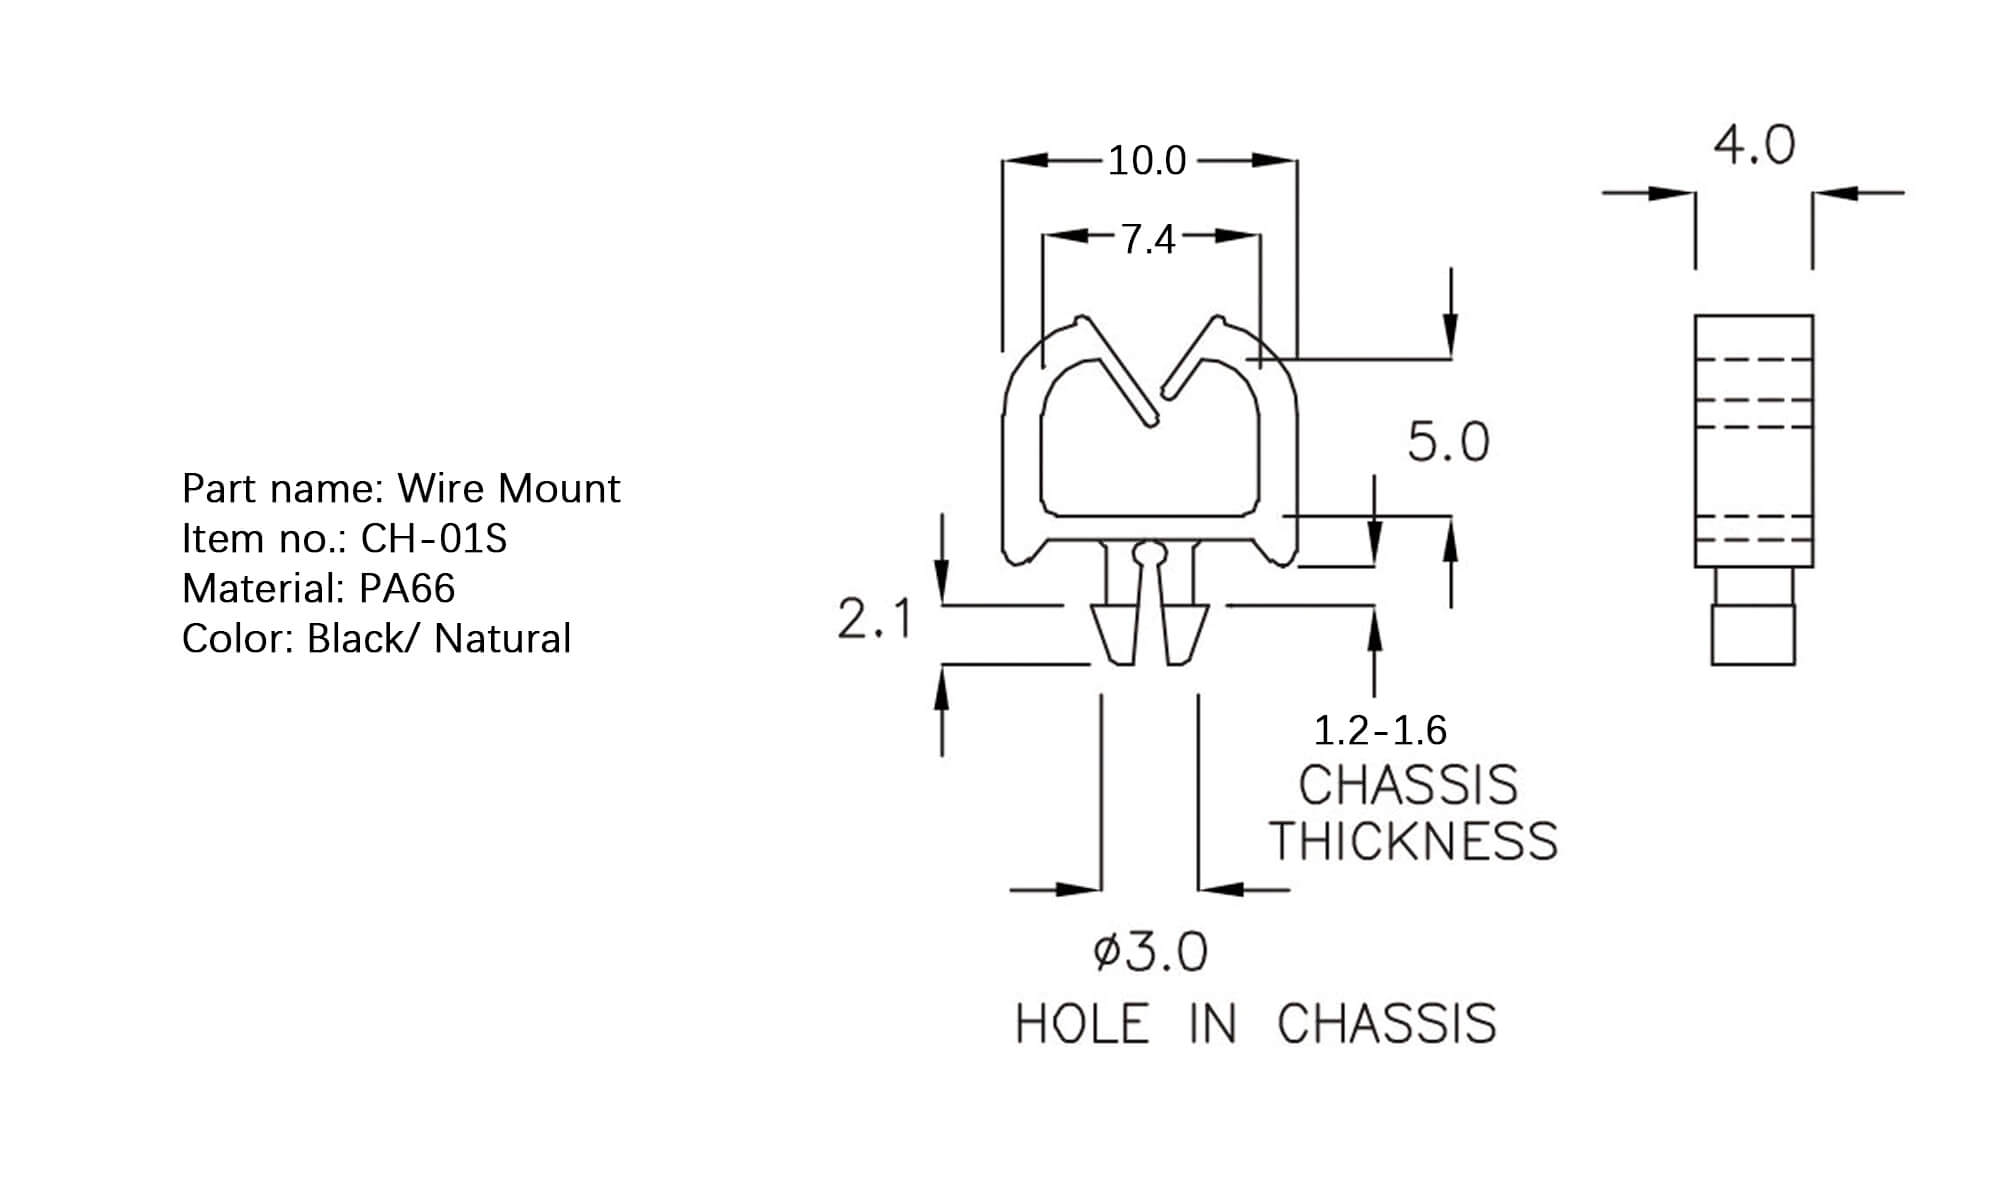 10.0
4.0
7.4
5.0
Part name: Wire Mount
Item no.: CH-01S
Material: PA66
Color: Black/ Natural
2.1
1.2-1.6
CHASSIS
THICKNESS
ø3.0
HOLE IN CHASSIS